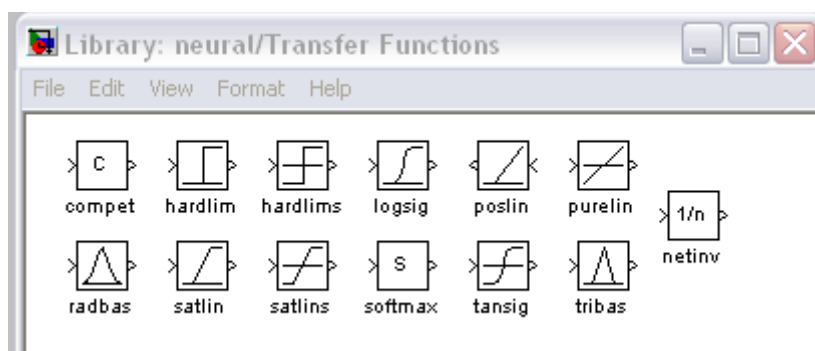 Library: neural/Transfer Functions
File Edit View Format Help
C
compet hardlim hardlims logsig poslin purelin
1/n
netinv
S
radbas satlin satlins softmax tansig tribas